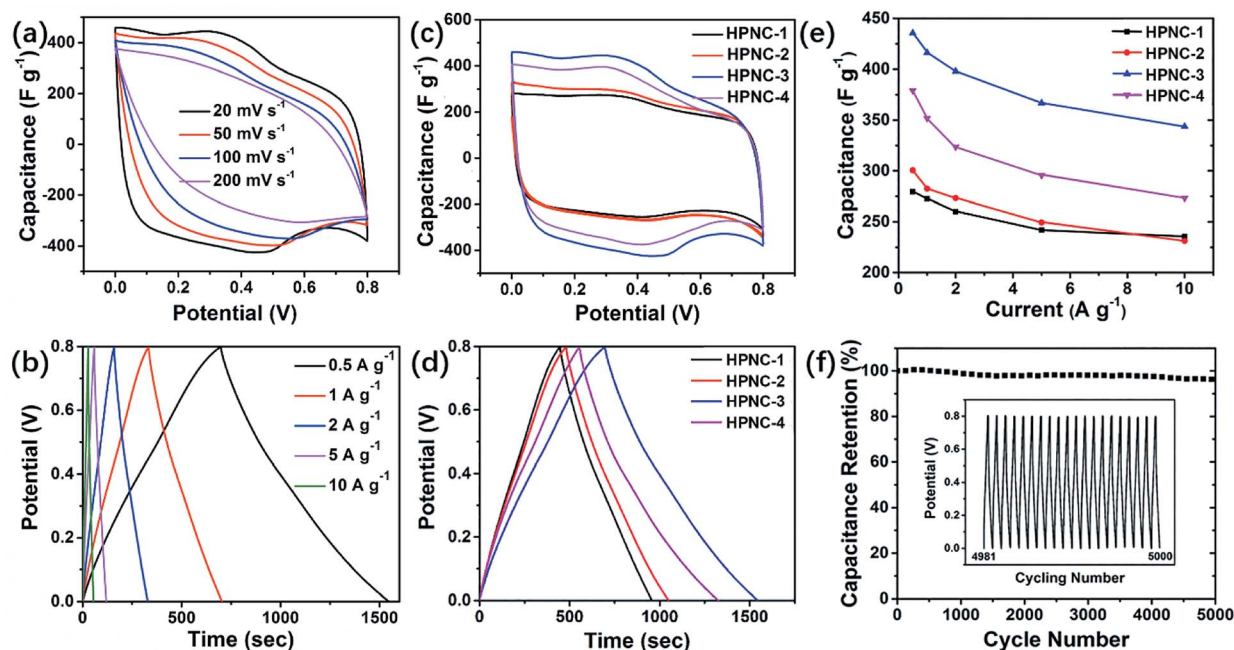 (a)
Capacitance (F g⁻¹)
400
200
0
-200
-400
20 mV s⁻¹
50 mV s⁻¹
100 mV s⁻¹
200 mV s⁻¹
0.0 0.2 0.4 0.6 0.8
Potential (V)
(c)
Capacitance (F g⁻¹)
600
400
200
0
-200
-400
-600
HPNC-1
HPNC-2
HPNC-3
HPNC-4
0.0 0.2 0.4 0.6 0.8
Potential (V)
(e)
Capacitance (F g⁻¹)
450
400
350
300
250
200
HPNC-1
HPNC-2
HPNC-3
HPNC-4
0 2 4 6 8 10
Current (A g⁻¹)
(b)
Potential (V)
0.8
0.6
0.4
0.2
0.0
0.5 A g⁻¹
1 A g⁻¹
2 A g⁻¹
5 A g⁻¹
10 A g⁻¹
0 500 1000 1500
Time (sec)
(d)
Potential (V)
0.8
0.6
0.4
0.2
0.0
HPNC-1
HPNC-2
HPNC-3
HPNC-4
0 500 1000 1500
Time (sec)
(f)
Capacitance Retention (%)
100
80
60
40
20
0
Potential (V)
0.8
0.6
0.4
0.2
0.0
4981 5000
Cycling Number
0 1000 2000 3000 4000 5000
Cycle Number